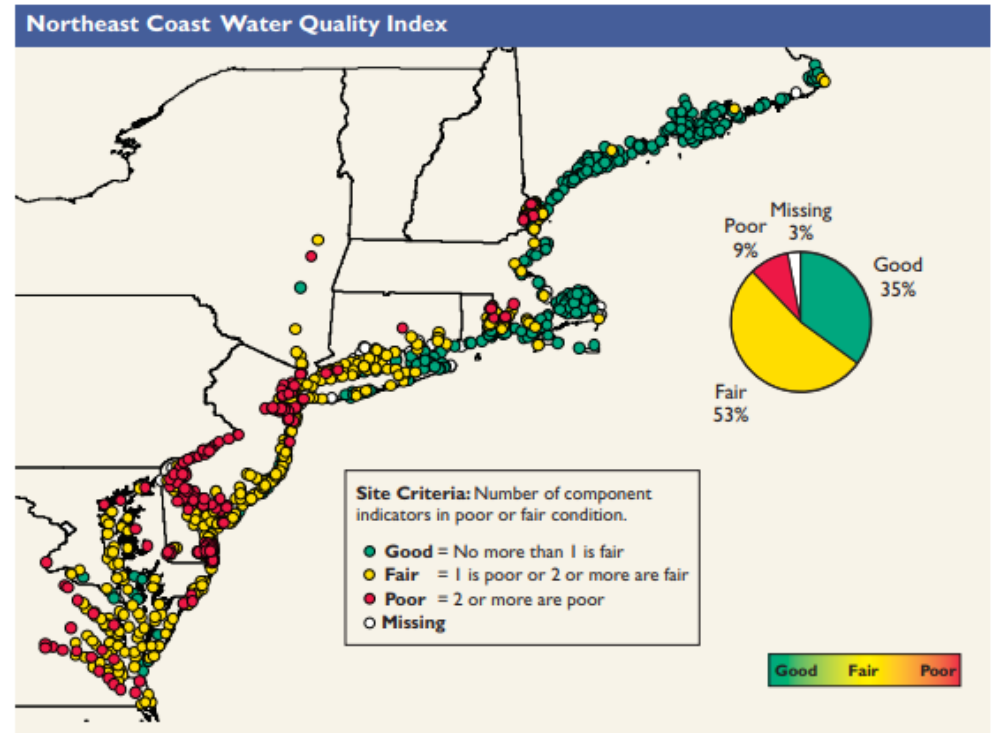 Northeast Coast Water Quality Index
Missing
3%
Poor
9%
Good
35%
Fair
53%
Site Criteria: Number of component
indicators in poor or fair condition.
Good = No more than 1 is fair
Fair = 1 is poor or 2 or more are fair
Poor = 2 or more are poor
Missing
Good Fair Poor